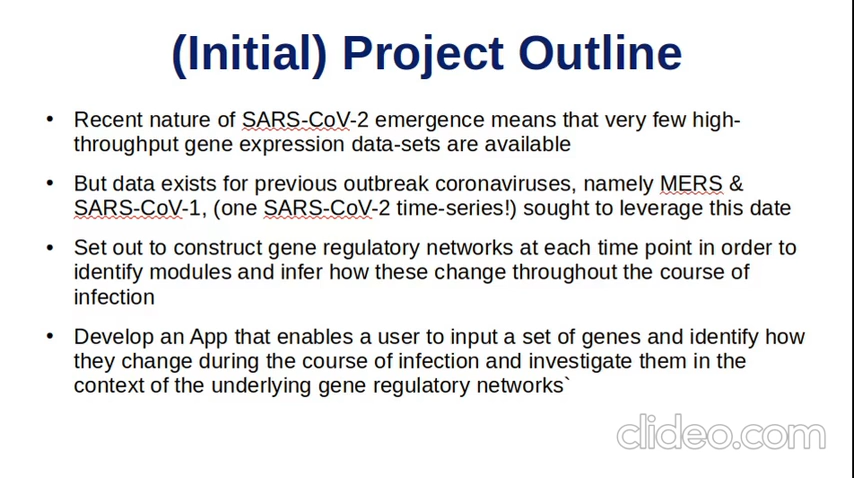 (Initial) Project Outline
• Recent nature of SARS-CoV-2 emergence means that very few high-
throughput gene expression data-sets are available
• But data exists for previous outbreak coronaviruses, namely MERS &
SARS-CoV-1, (one SARS-CoV-2 time-series!) sought to leverage this date
• Set out to construct gene regulatory networks at each time point in order to
identify modules and infer how these change throughout the course of
infection
• Develop an App that enables a user to input a set of genes and identify how
they change during the course of infection and investigate them in the
context of the underlying gene regulatory networks`
clideo.com